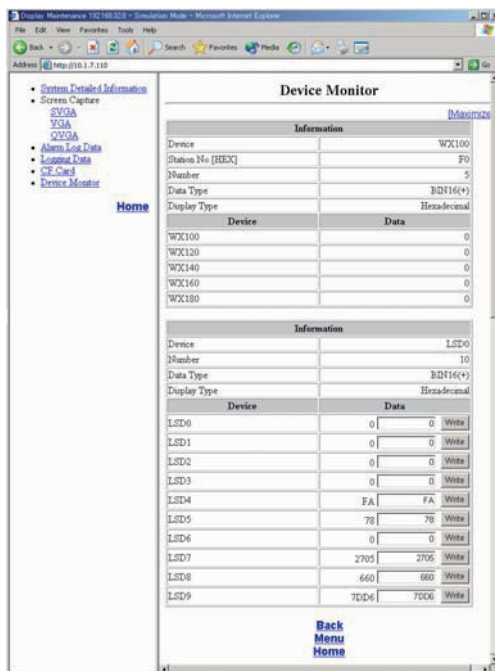 Display Maintenance 192.168.32.8 - Simulation Mode - Microsoft Internet Explorer
File Edit View Favorites Tools Help
Back Search Favorites Media
Address http://10.1.7.110 Go
System Detailed Information
Screen Capture
SVGA
VGA
QVGA
Alarm Log Data
Logging Data
CF Card
Device Monitor
Home
Device Monitor
[Maximize
Information
Device WX100
Station No [HEX] F0
Number 5
Data Type BIN16(+)
Display Type Hexadecimal
Device Data
WX100 0
WX120 0
WX140 0
WX160 0
WX180 0
Information
Device LSD0
Number 10
Data Type BIN16(+)
Display Type Hexadecimal
Device Data
LSD0 0 0 Write
LSD1 0 0 Write
LSD2 0 0 Write
LSD3 0 0 Write
LSD4 FA FA Write
LSD5 78 78 Write
LSD6 0 0 Write
LSD7 2705 2705 Write
LSD8 660 660 Write
LSD9 7DD6 7DD6 Write
Back
Menu
Home